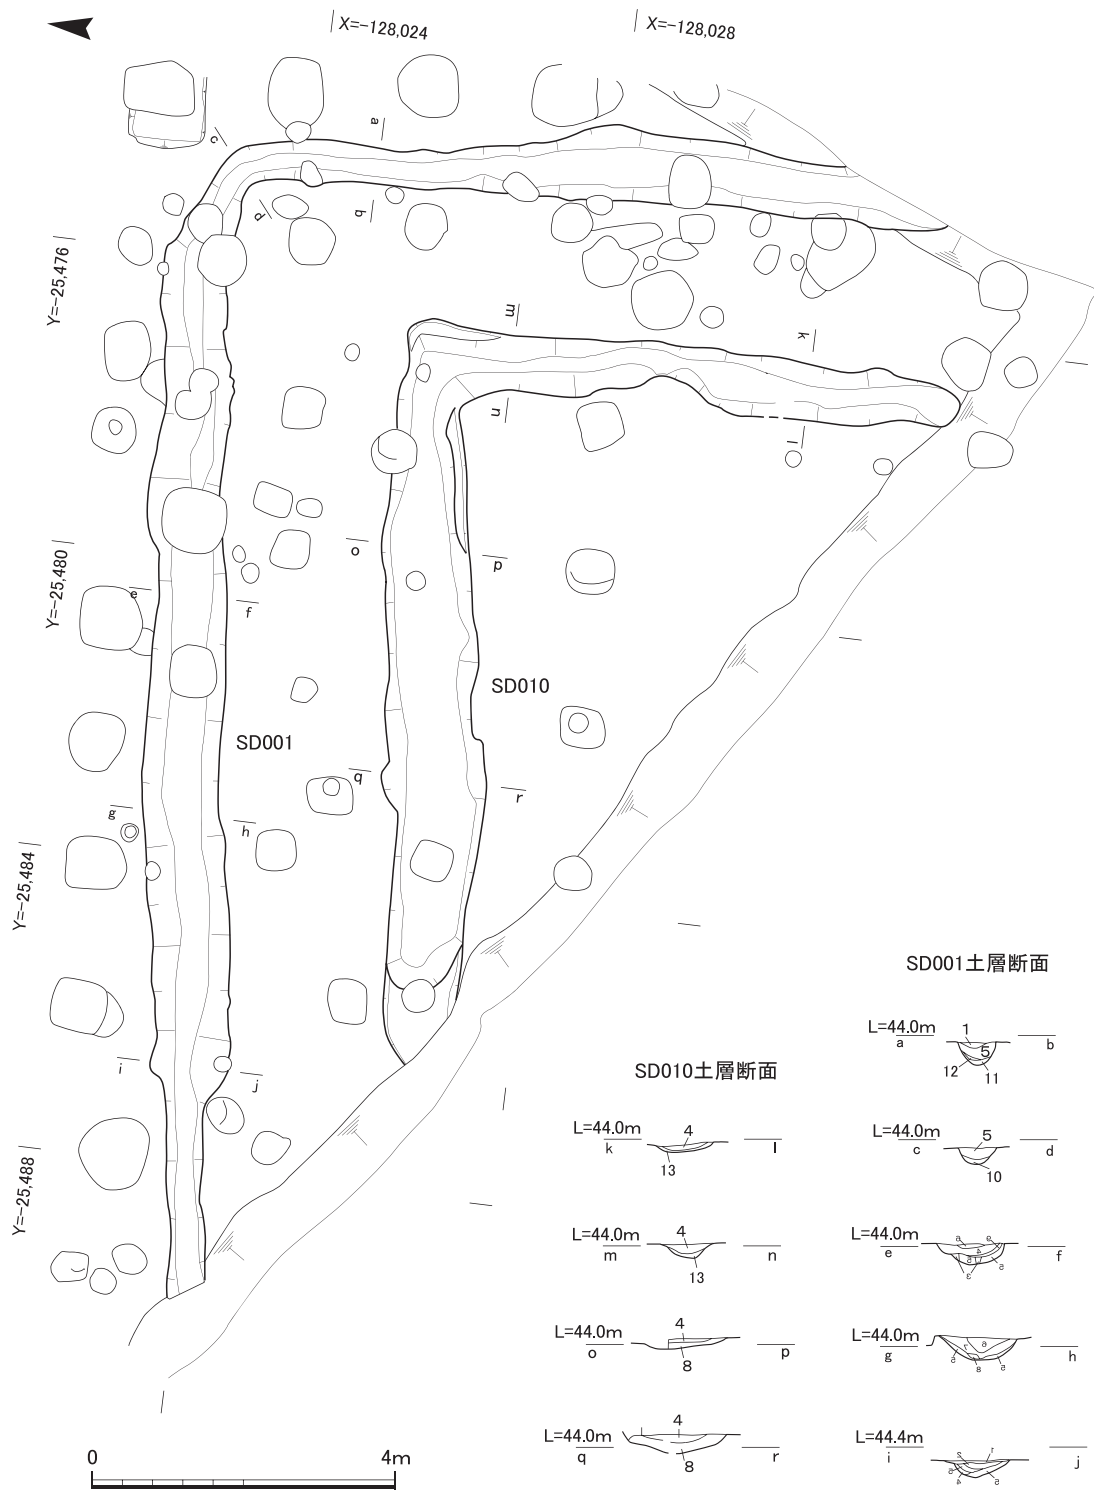 X=-128,024
X=-128,028
a
c
b
d
Y=-25,476
m
k
n
l
o
p
Y=-25,480
e
f
SD010
SD001
q
r
g
h
Y=-25,484
i
j
Y=-25,488
SD001土層断面
L=44.0m
a
1
5
12
11
b
L=44.0m
c
5
10
d
L=44.0m
e
f
L=44.0m
g
h
L=44.4m
i
j
SD010土層断面
L=44.0m
k
4
13
l
L=44.0m
m
4
13
n
L=44.0m
o
4
8
p
L=44.0m
q
4
8
r
0
4m